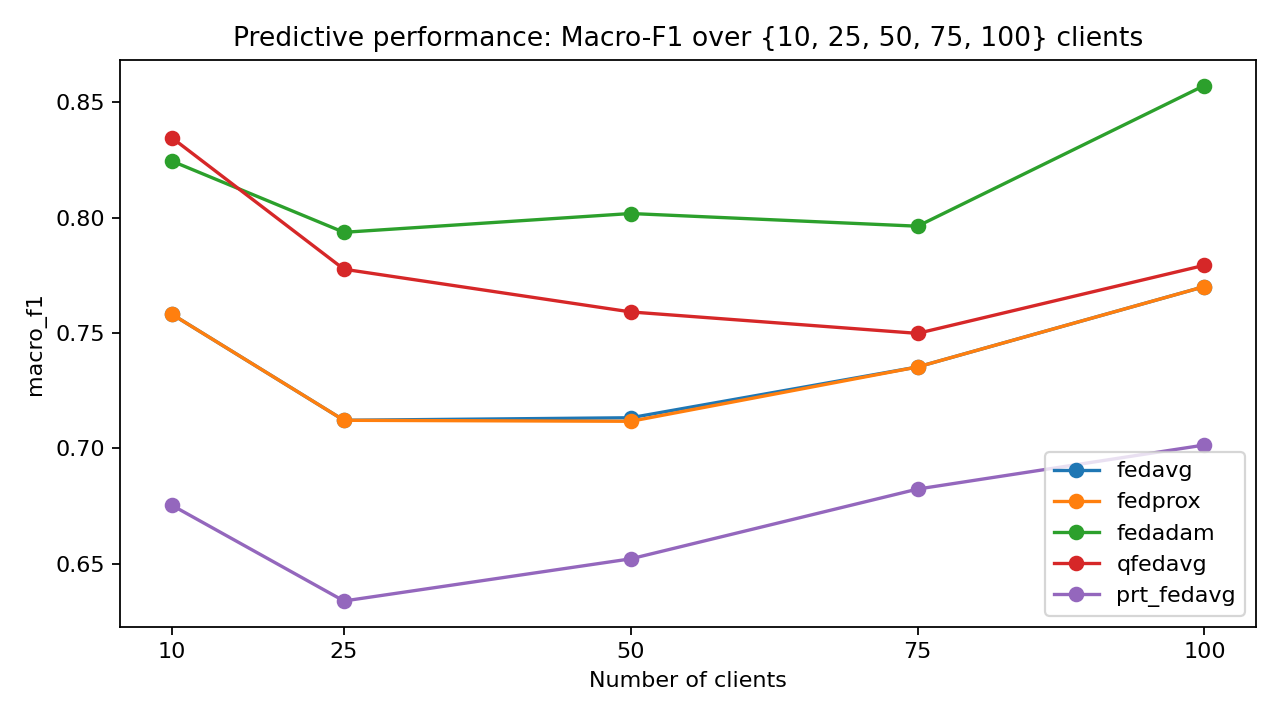 Predictive performance: Macro-F1 over {10, 25, 50, 75, 100} clients
macro_f1
0.85
0.80
0.75
0.70
0.65
10 25 50 75 100
Number of clients
fedavg
fedprox
fedadam
qfedavg
prt_fedavg